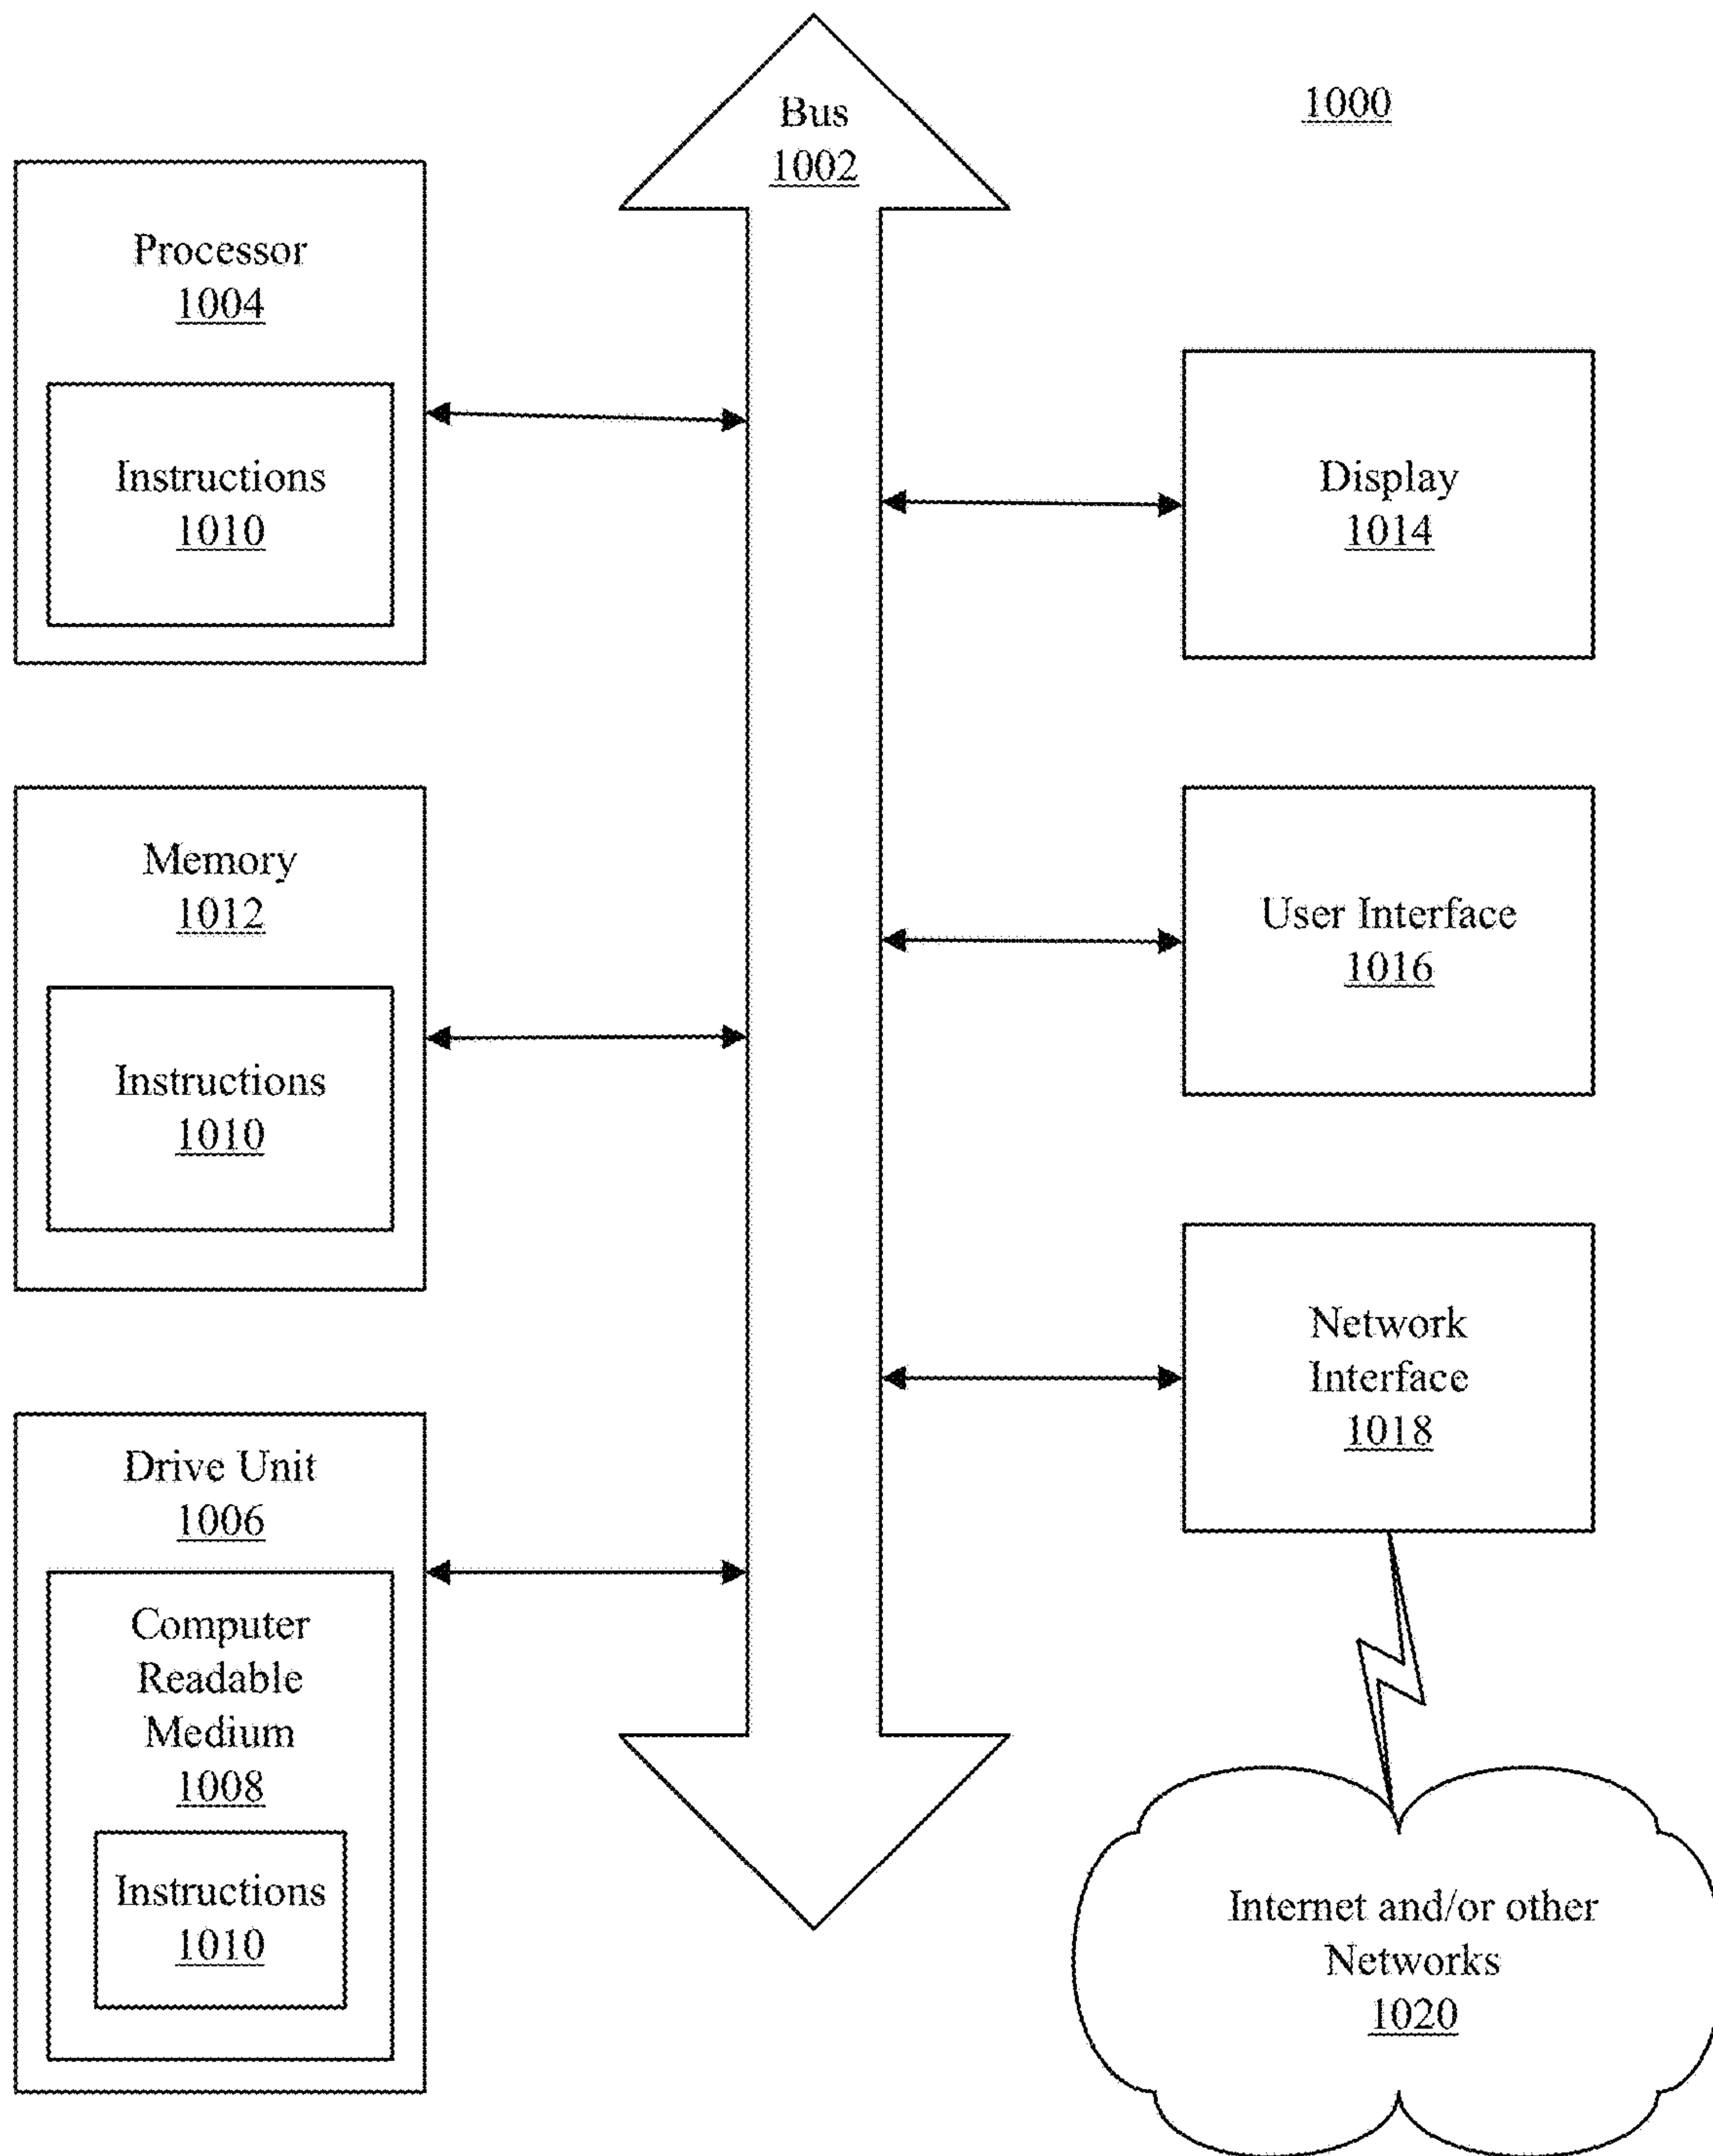 Bus
1002
1000
Processor
1004
Instructions
1010
Display
1014
Memory
1012
Instructions
1010
User Interface
1016
Network
Interface
1018
Drive Unit
1006
Computer
Readable
Medium
1008
Instructions
1010
Internet and/or other
Networks
1020